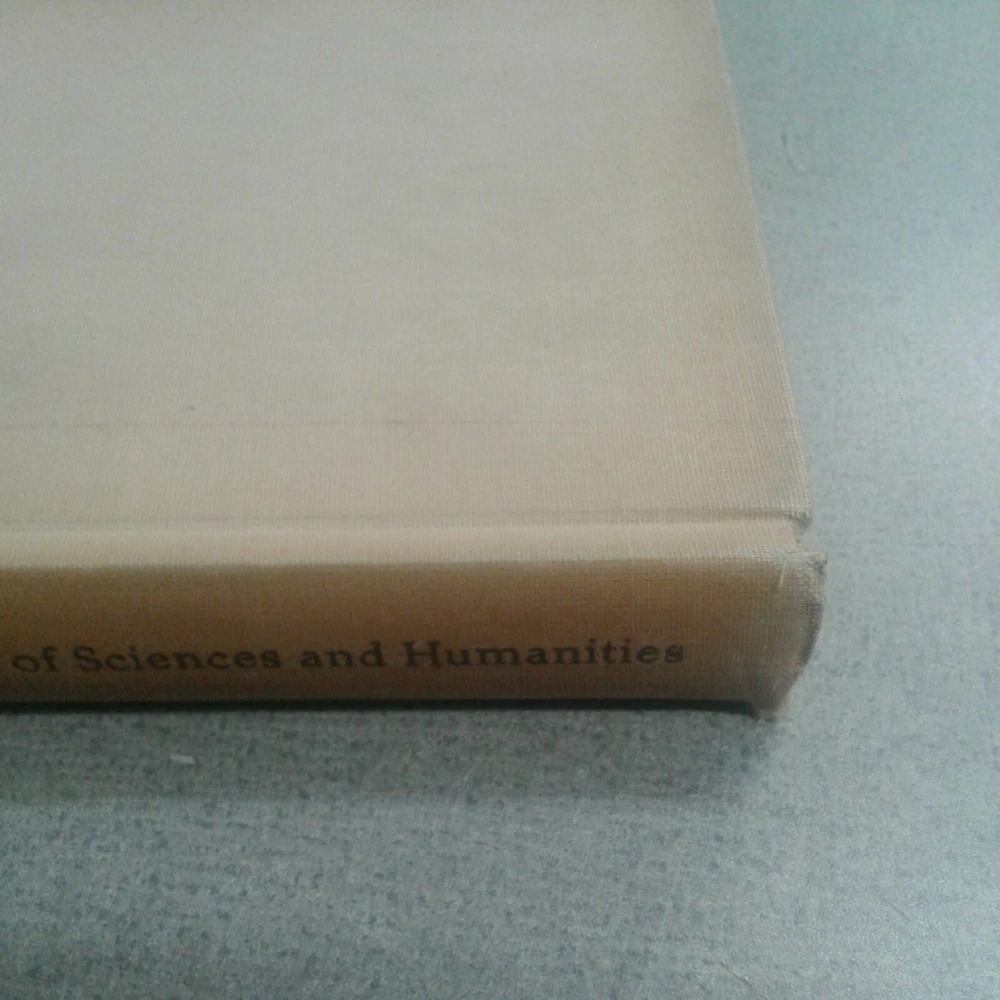 of Sciences and Humanities